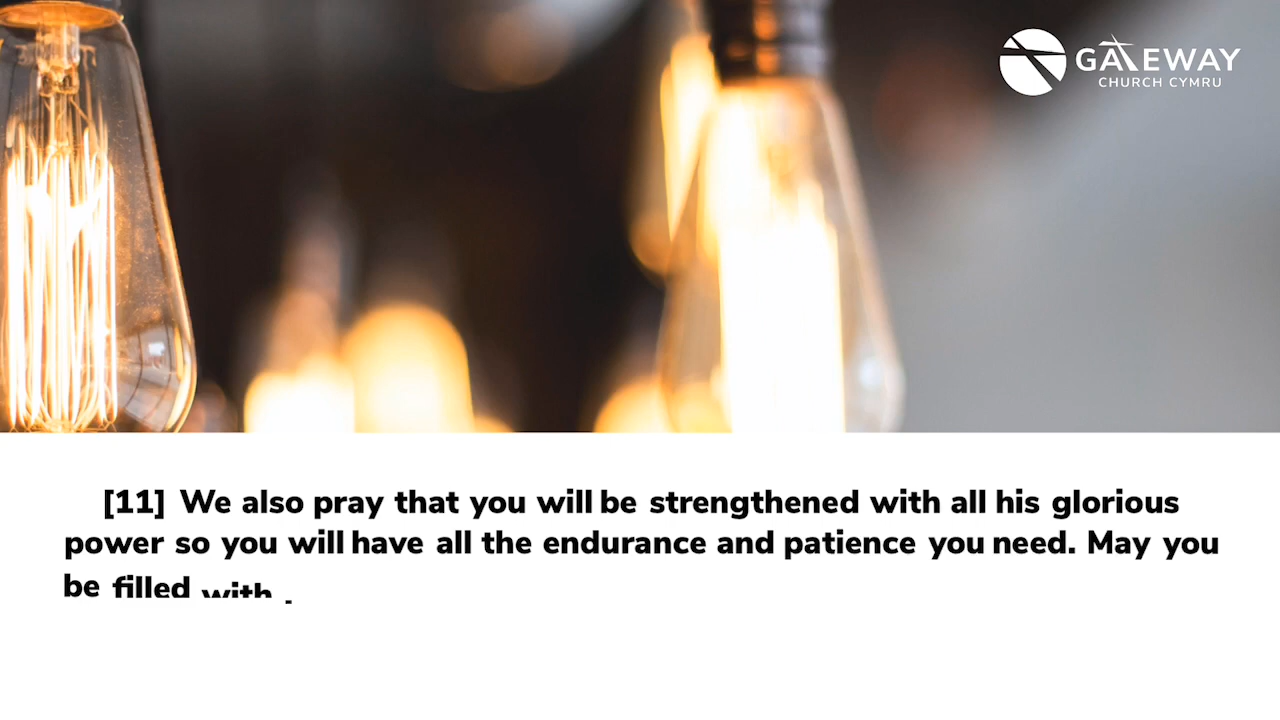 GATEWAY
CHURCH CYMRU
[11] We also pray that you will be strengthened with all his glorious
power so you will have all the endurance and patience you need. May you
be filled with